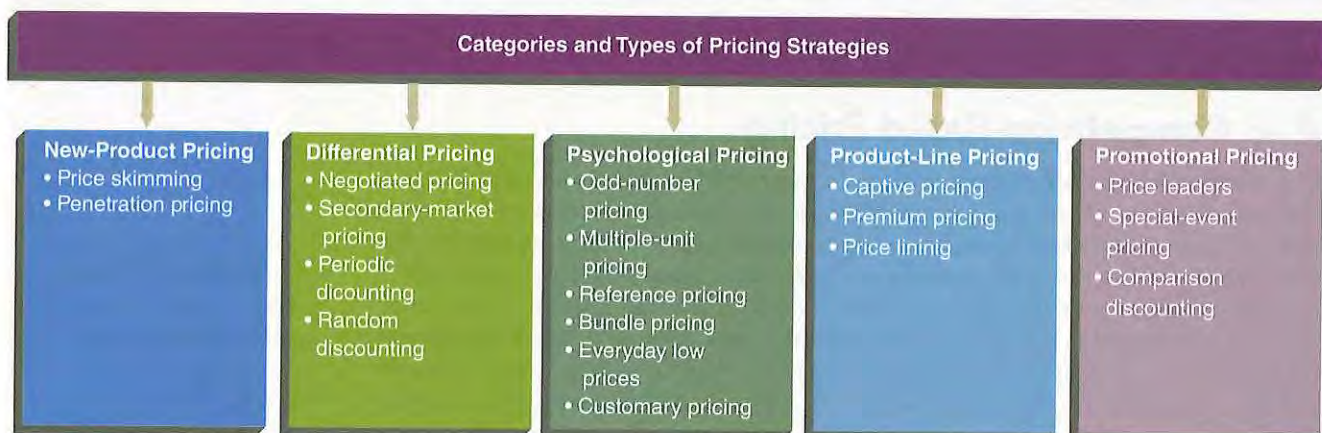 Categories and Types of Pricing Strategies
New-Product Pricing
• Price skimming
• Penetration pricing
Differential Pricing
• Negotiated pricing
• Secondary-market
pricing
• Periodic
dicounting
• Random
discounting
Psychological Pricing
• Odd-number
pricing
• Multiple-unit
pricing
• Reference pricing
• Bundle pricing
• Everyday low
prices
• Customary pricing
Product-Line Pricing
• Captive pricing
• Premium pricing
• Price lininig
Promotional Pricing
• Price leaders
• Special-event
pricing
• Comparison
discounting